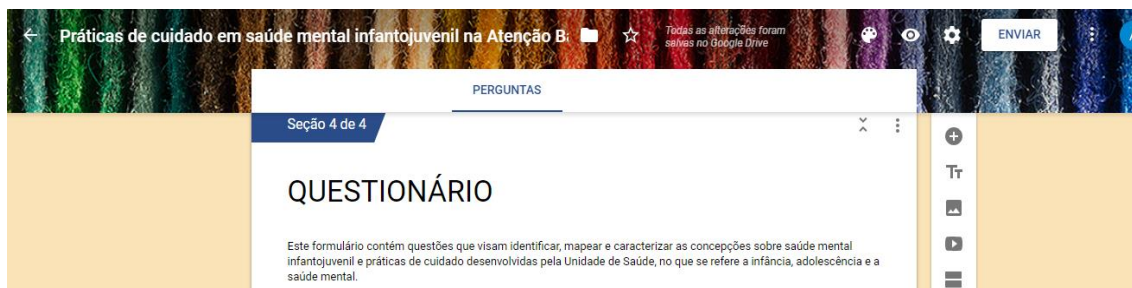 Práticas de cuidado em saúde mental infantojuvenil na Atenção B
Todas as alterações foram
salvas no Google Drive
ENVIAR
PERGUNTAS
Seção 4 de 4
QUESTIONÁRIO
Este formulário contém questões que visam identificar, mapear e caracterizar as concepções sobre saúde mental
infantojuvenil e práticas de cuidado desenvolvidas pela Unidade de Saúde, no que se refere a infância, adolescência e a
saúde mental.
Tт